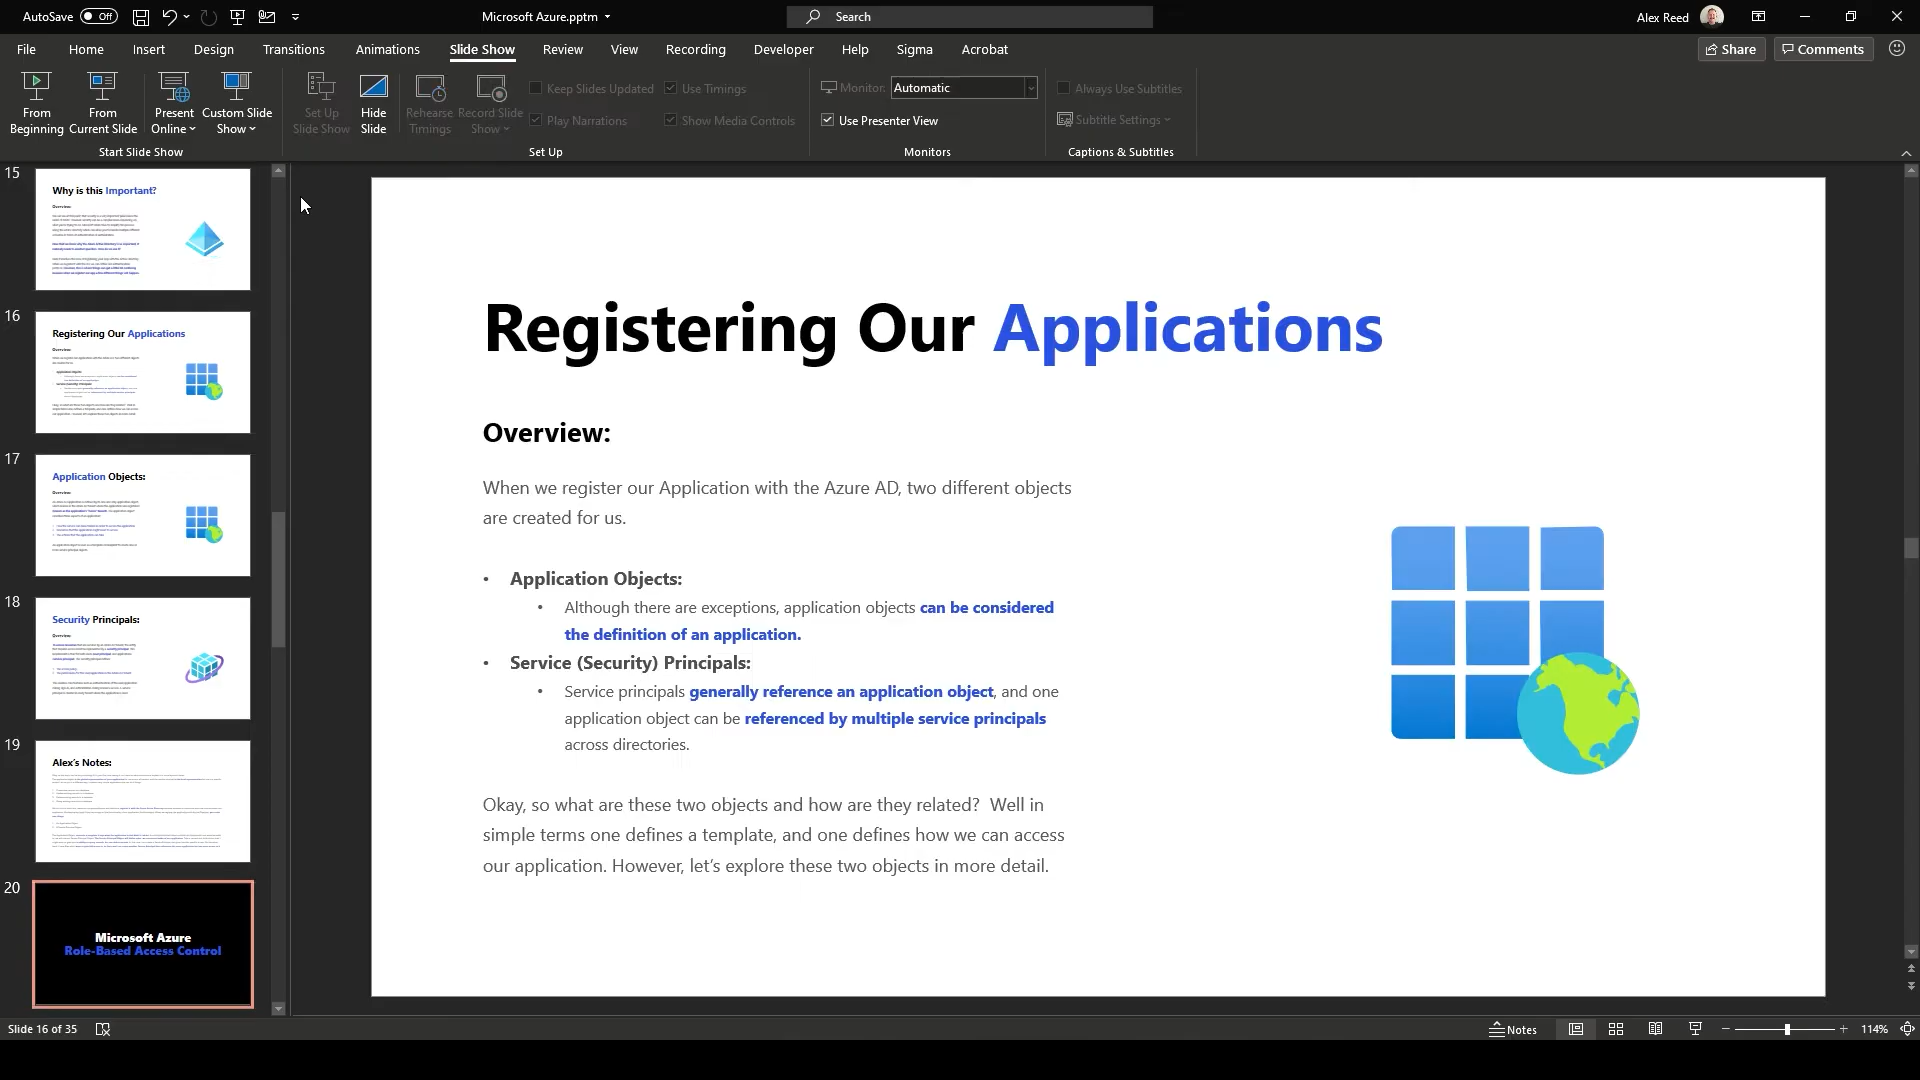 AutoSave Off
Microsoft Azure.pptm
Search
Alex Reed
File Home Insert Design Transitions Animations Slide Show Review View Recording Developer Help Sigma Acrobat
Share Comments
From Beginning
From Current Slide
Present Online
Custom Slide Show
Start Slide Show
Set Up Slide Show
Hide Slide
Rehearse Timings
Record Slide Show
Keep Slides Updated
Play Narrations
Use Timings
Show Media Controls
Set Up
Monitor: Automatic
Use Presenter View
Monitors
Always Use Subtitles
Subtitle Settings
Captions & Subtitles
15
Why is this Important?
Overview:
16
Registering Our Applications
Overview:
17
Application Objects:
Overview:
18
Security Principals:
Overview:
19
Alex's Notes:
20
Microsoft Azure
Role-Based Access Control
Registering Our Applications
Overview:
When we register our Application with the Azure AD, two different objects
are created for us.
• Application Objects:
• Although there are exceptions, application objects can be considered
the definition of an application.
• Service (Security) Principals:
• Service principals generally reference an application object, and one
application object can be referenced by multiple service principals
across directories.
Okay, so what are these two objects and how are they related? Well in
simple terms one defines a template, and one defines how we can access
our application. However, let's explore these two objects in more detail.
Slide 16 of 35
Notes
114%